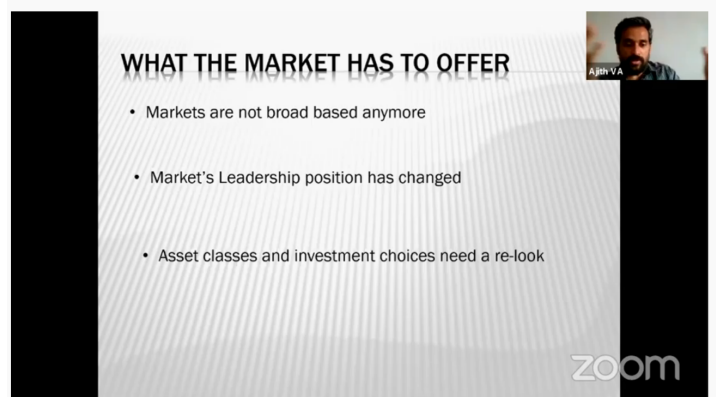 WHAT THE MARKET HAS TO OFFER
Ajith V A
• Markets are not broad based anymore
• Market's Leadership position has changed
• Asset classes and investment choices need a re-look
zoom